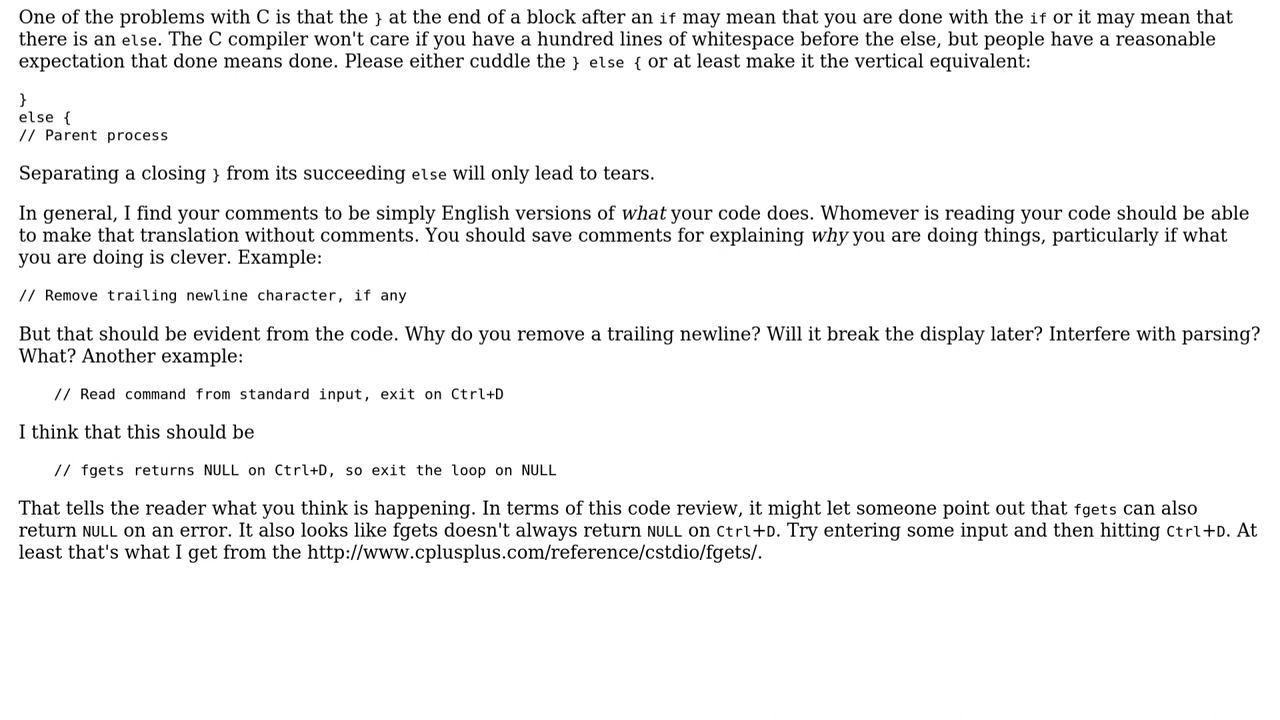 One of the problems with C is that the } at the end of a block after an if may mean that you are done with the if or it may mean that
there is an else. The C compiler won't care if you have a hundred lines of whitespace before the else, but people have a reasonable
expectation that done means done. Please either cuddle the } else { or at least make it the vertical equivalent:
}
else {
// Parent process
Separating a closing } from its succeeding else will only lead to tears.
In general, I find your comments to be simply English versions of what your code does. Whomever is reading your code should be able
to make that translation without comments. You should save comments for explaining why you are doing things, particularly if what
you are doing is clever. Example:
// Remove trailing newline character, if any
But that should be evident from the code. Why do you remove a trailing newline? Will it break the display later? Interfere with parsing?
What? Another example:
// Read command from standard input, exit on Ctrl+D
I think that this should be
// fgets returns NULL on Ctrl+D, so exit the loop on NULL
That tells the reader what you think is happening. In terms of this code review, it might let someone point out that fgets can also
return NULL on an error. It also looks like fgets doesn't always return NULL on Ctrl+D. Try entering some input and then hitting Ctrl+D. At
least that's what I get from the http://www.cplusplus.com/reference/cstdio/fgets/.